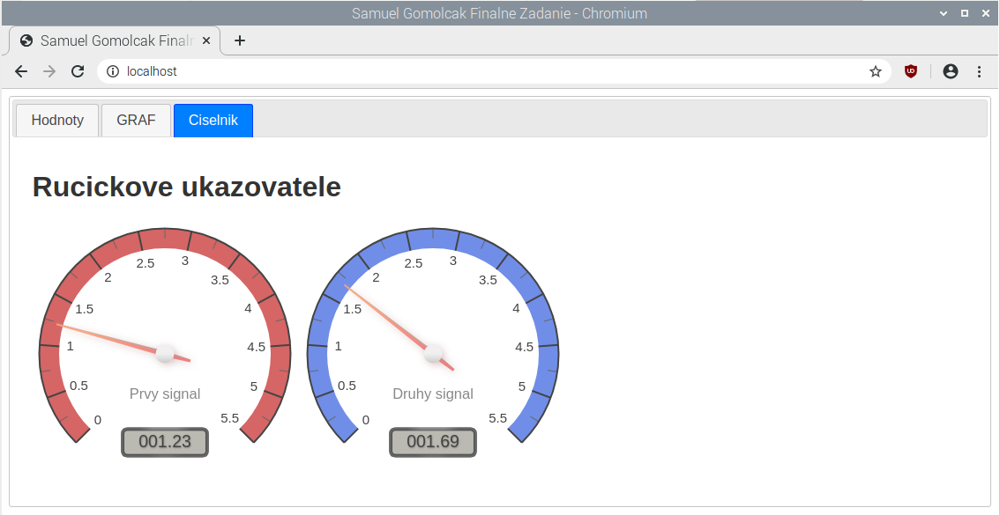 Samuel Gomolcak Finalne Zadanie - Chromium
Samuel Gomolcak Finaln
localhost
Hodnoty GRAF Ciselnik
Rucickove ukazovatele
0 0.5 1 1.5 2 2.5 3 3.5 4 4.5 5 5.5
Prvy signal
001.23
0 0.5 1 1.5 2 2.5 3 3.5 4 4.5 5 5.5
Druhy signal
001.69